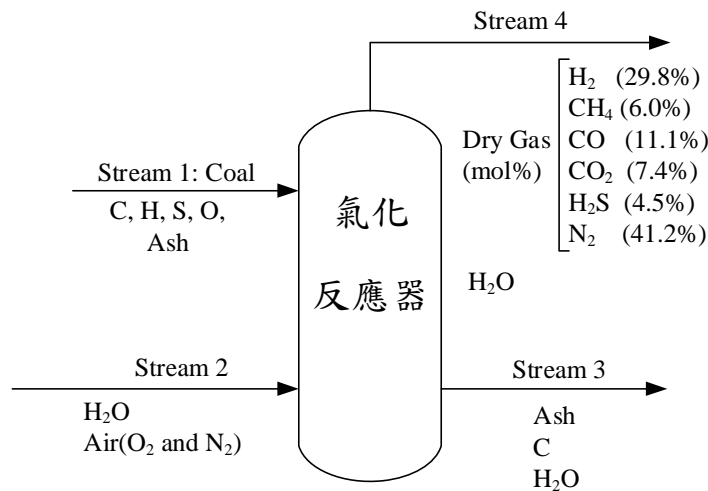 Stream 4
Dry Gas
(mol%)
H₂ (29.8%)
CH₄ (6.0%)
CO (11.1%)
CO₂ (7.4%)
H₂S (4.5%)
N₂ (41.2%)
H₂O
Stream 1: Coal
C, H, S, O,
Ash
氣化
反應器
Stream 2
H₂O
Air(O₂ and N₂)
Stream 3
Ash
C
H₂O